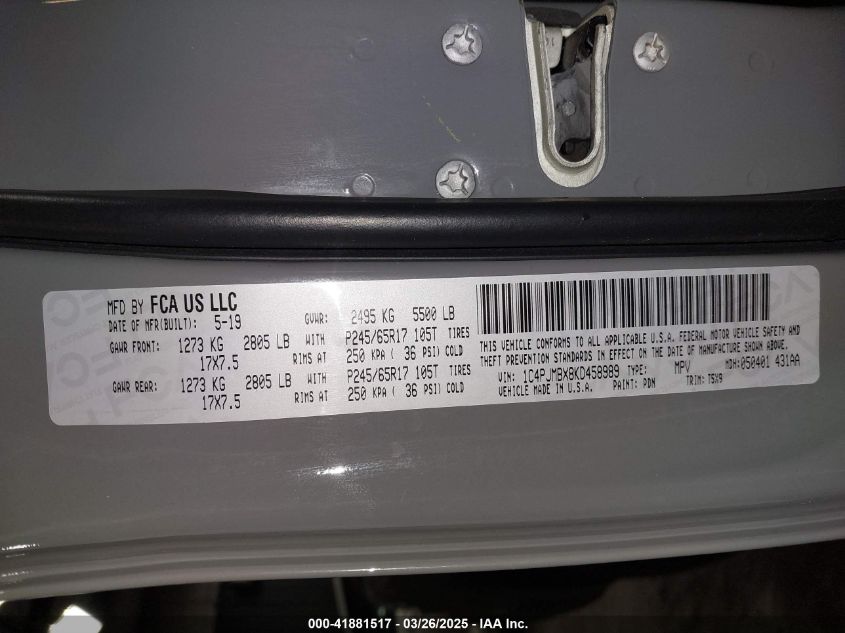 MFD BY FCA US LLC
DATE OF MFR(BUILT): 5-19 GVWR: 2495 KG 5500 LB
GAWR FRONT: 1273 KG 2805 LB WITH P245/65R17 105T TIRES
17X7.5 RIMS AT 250 KPA ( 36 PSI) COLD
GAWR REAR: 1273 KG 2805 LB WITH P245/65R17 105T TIRES
17X7.5 RIMS AT 250 KPA ( 36 PSI) COLD
THIS VEHICLE CONFORMS TO ALL APPLICABLE U.S.A. FEDERAL MOTOR VEHICLE SAFETY AND
THEFT PREVENTION STANDARDS IN EFFECT ON THE DATE OF MANUFACTURE SHOWN ABOVE.
VIN: 1C4PJMBX8KD458989 TYPE: MPV MDH:050401 431AA
VEHICLE MADE IN U.S.A. PAINT: PDN TRIM: TSX9
000-41881517 - 03/26/2025 - IAA Inc.